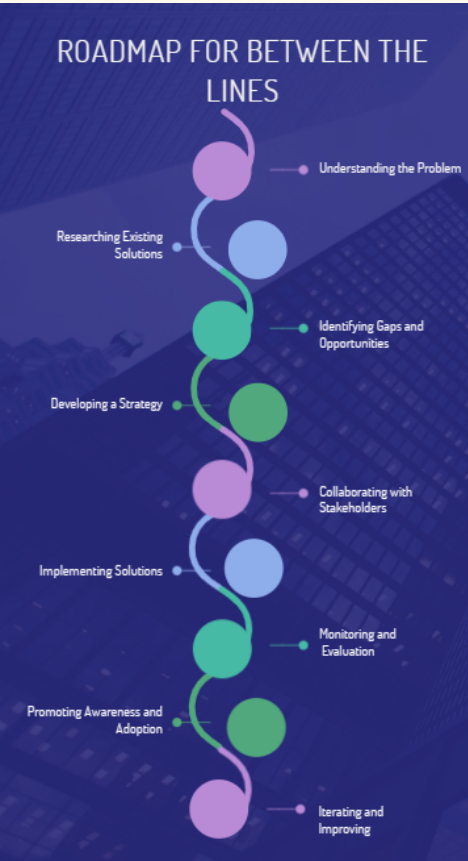 ROADMAP FOR BETWEEN THE
LINES
Understanding the Problem
Researching Existing
Solutions
Identifying Gaps and
Opportunities
Developing a Strategy
Collaborating with
Stakeholders
Implementing Solutions
Monitoring and
Evaluation
Promoting Awareness and
Adoption
Iterating and
Improving